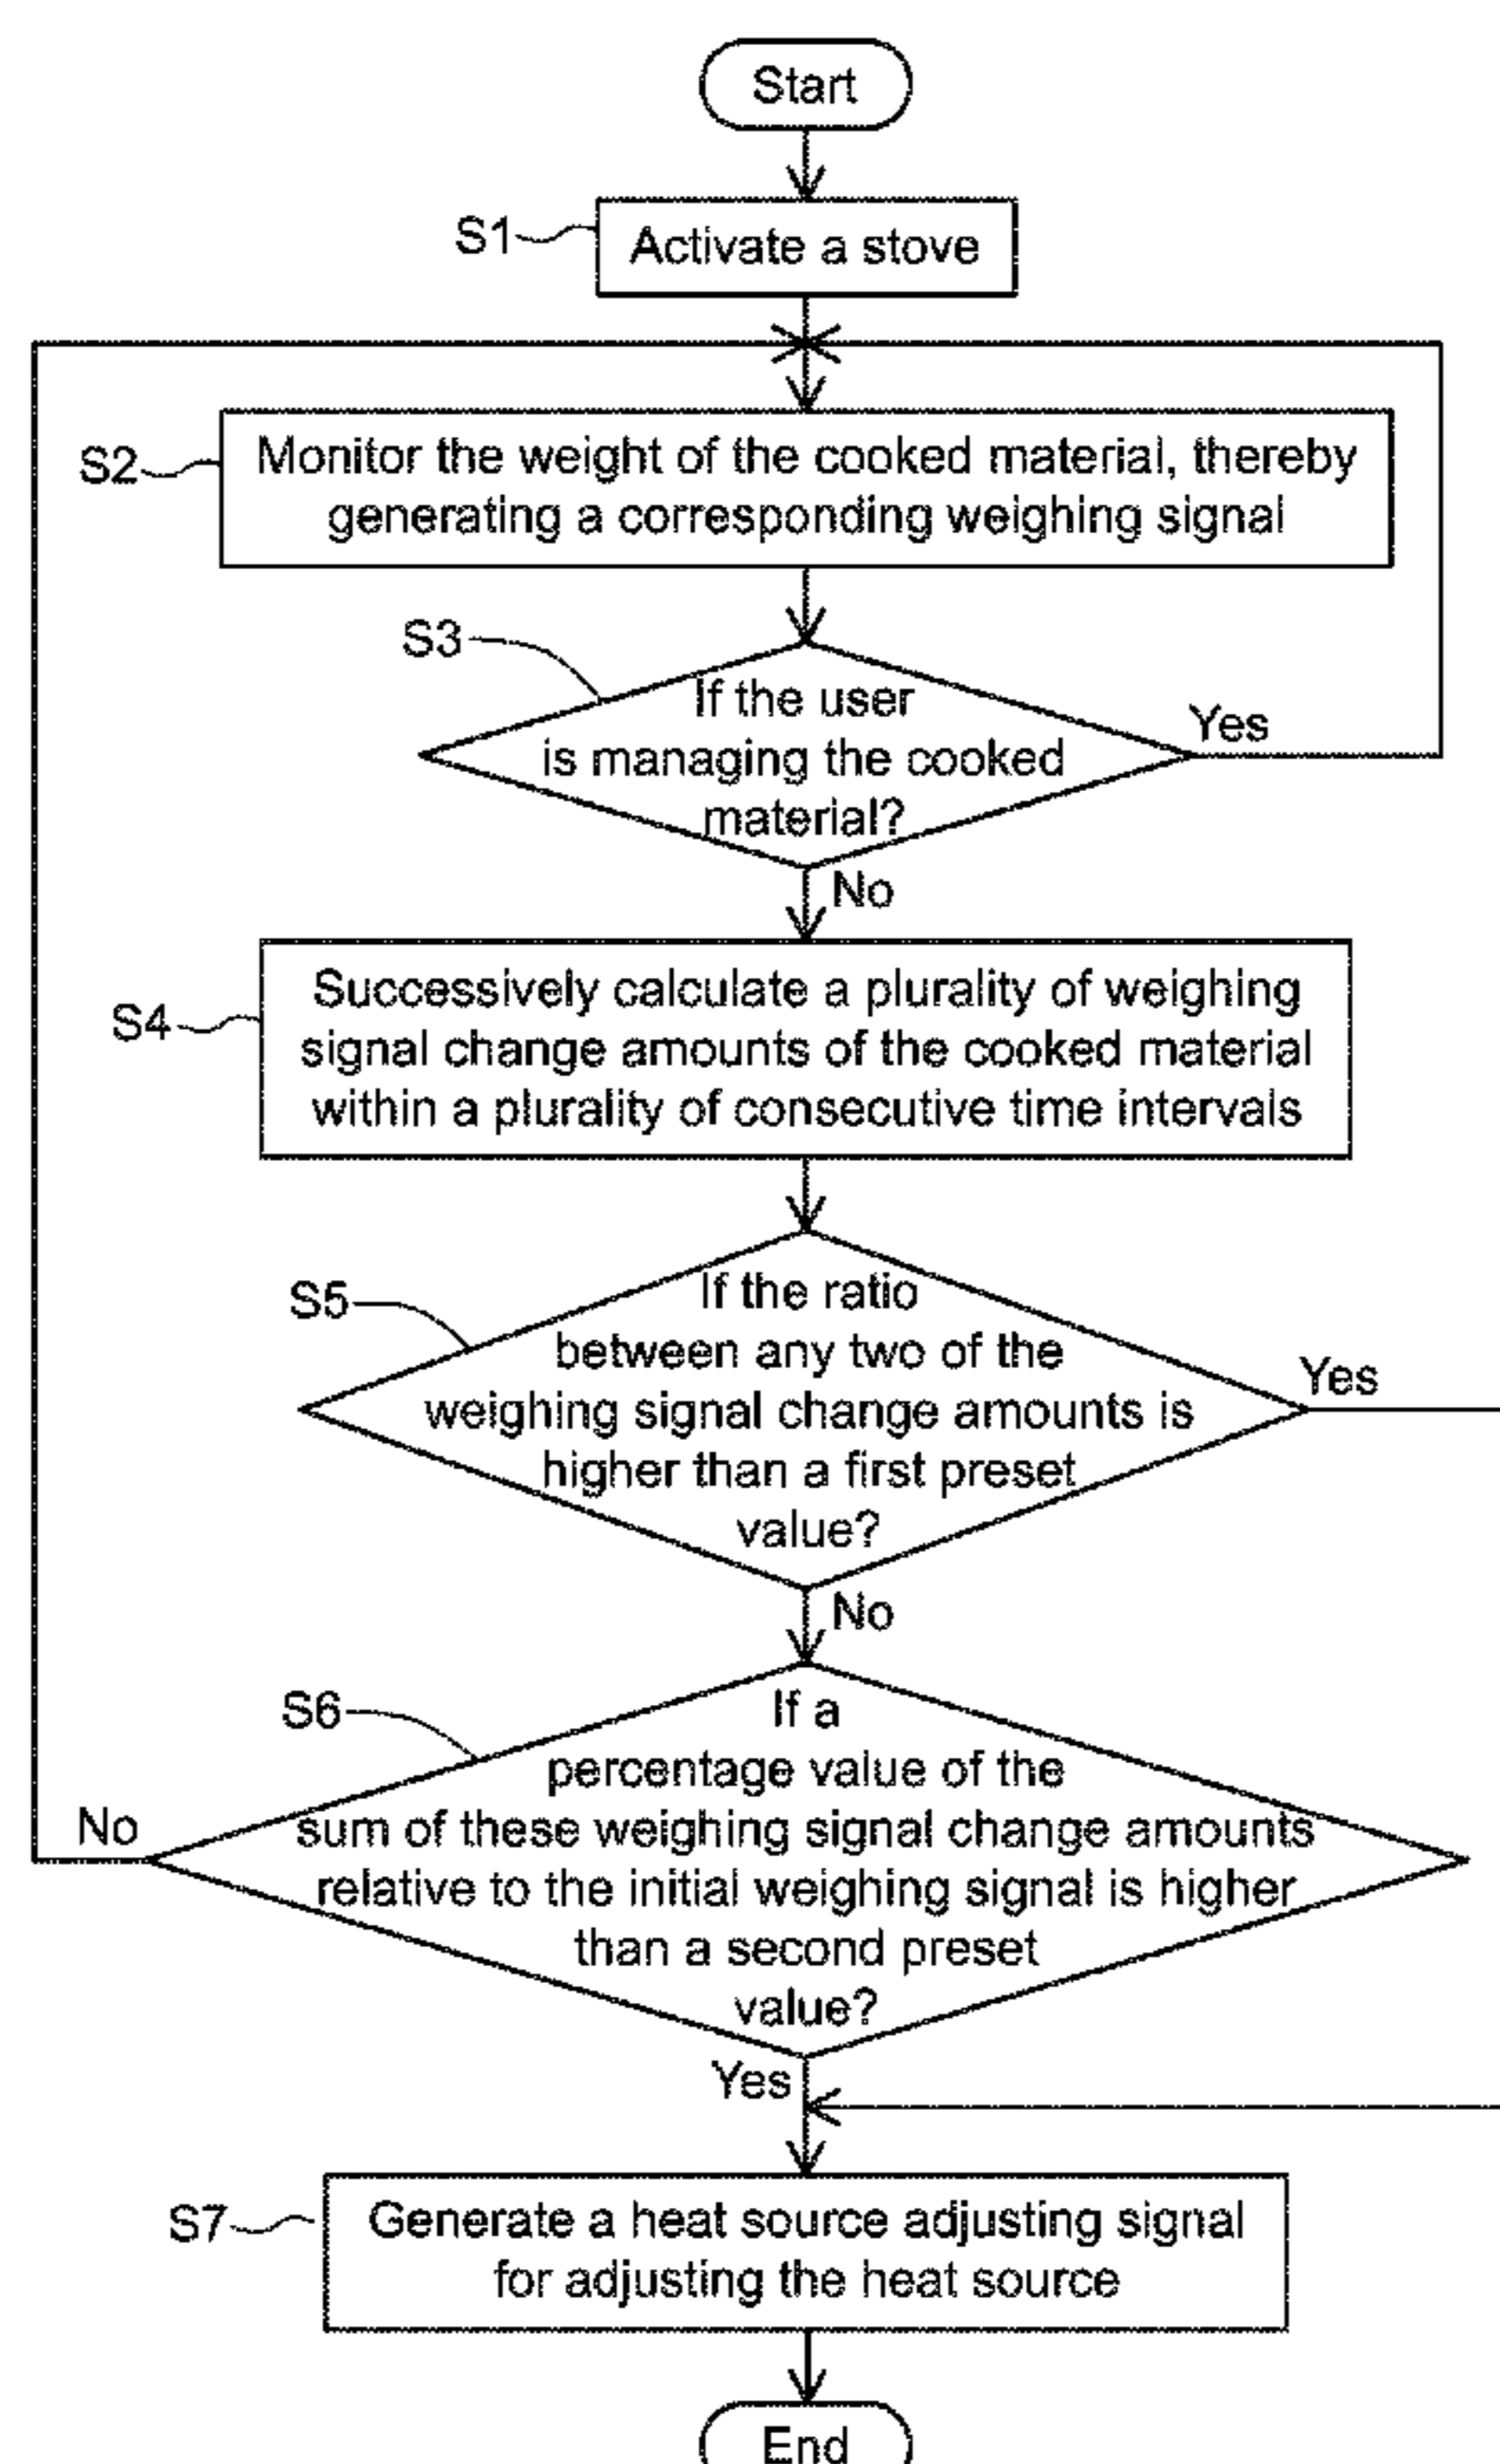 Start
S1
Activate a stove
S2
Monitor the weight of the cooked material, thereby
generating a corresponding weighing signal
S3
If the user
is managing the cooked
material?
Yes
No
S4
Successively calculate a plurality of weighing
signal change amounts of the cooked material
within a plurality of consecutive time intervals
S5
If the ratio
between any two of the
weighing signal change amounts is
higher than a first preset
value?
Yes
No
S6
If a
percentage value of the
sum of these weighing signal change amounts
relative to the initial weighing signal is higher
than a second preset
value?
No
Yes
S7
Generate a heat source adjusting signal
for adjusting the heat source
End